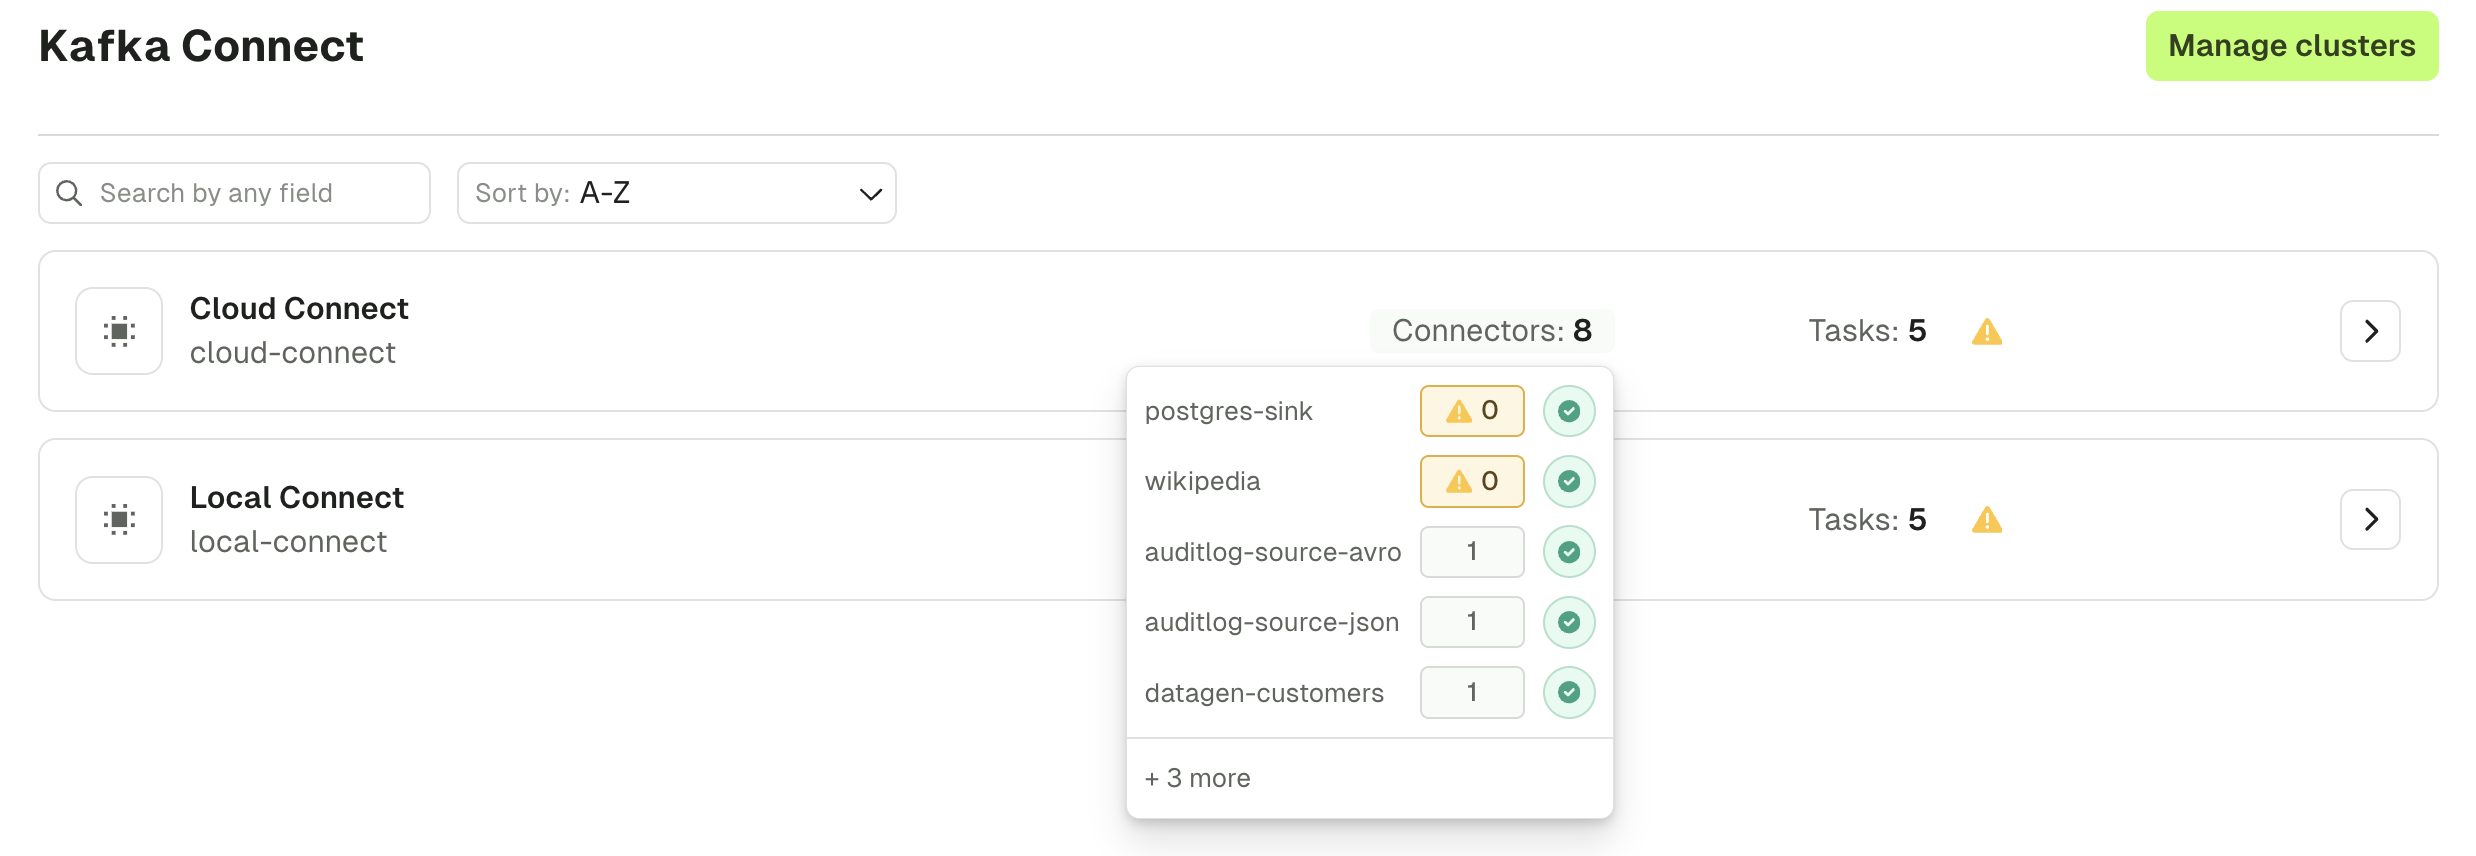 Kafka Connect
Manage clusters
Search by any field
Sort by: A-Z
Cloud Connect
cloud-connect
Connectors: 8
Tasks: 5
postgres-sink 0
wikipedia 0
auditlog-source-avro 1
auditlog-source-json 1
datagen-customers 1
+ 3 more
Local Connect
local-connect
Tasks: 5